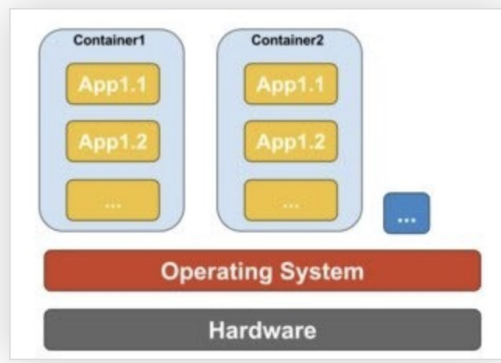 Container1
App1.1
App1.2
...
Container2
App1.1
App1.2
...
...
Operating System
Hardware